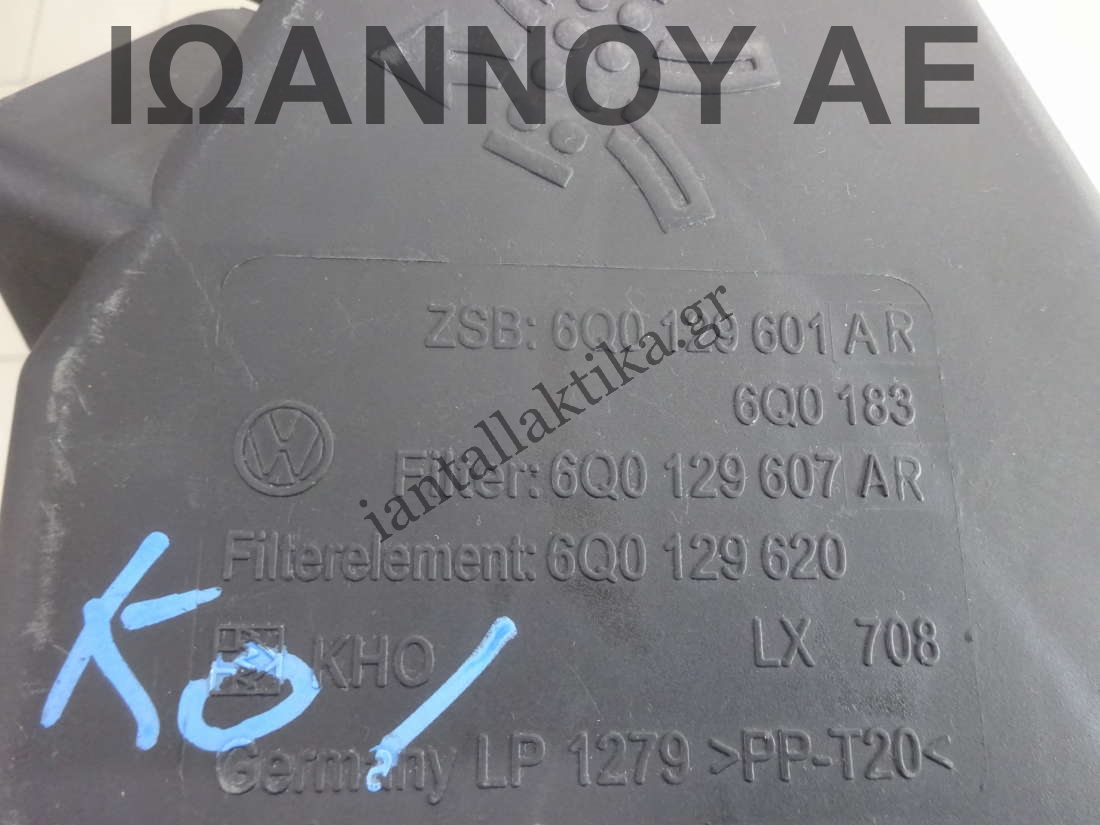 ΙΩΑΝΝΟΥ ΑΕ
iantallaktika.gr
ZSB: 6Q0 129 601 AR
6Q0 183
Filter: 6Q0 129 607 AR
Filterelement: 6Q0 129 620
KHO LX 708
Germany LP 1279 >PP-T20<
KO/